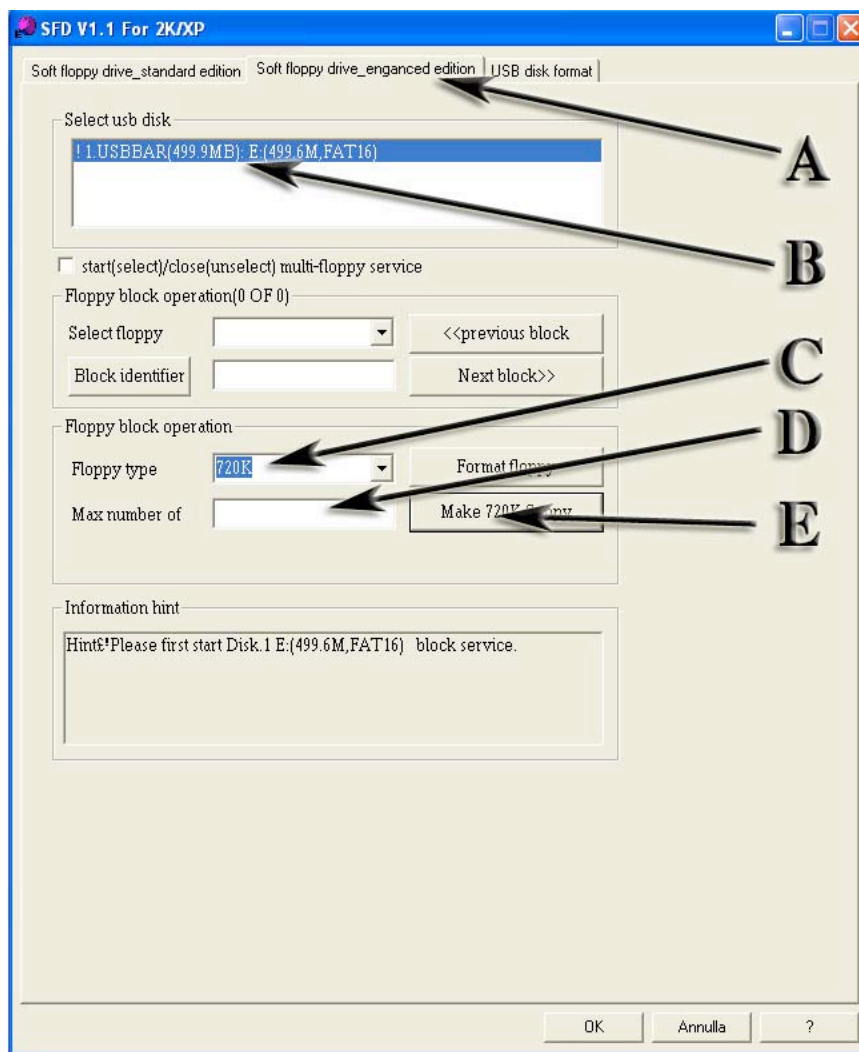 SFD V1.1 For 2K/XP
Soft floppy drive_standard edition Soft floppy drive_enganced edition USB disk format
Select usb disk
! 1.USBBAR(499.9MB): E:(499.6M,FAT16)
A
B
start(select)/close(unselect) multi-floppy service
Floppy block operation(0 OF 0)
Select floppy <<previous block
Block identifier Next block>>
C
Floppy block operation
D
Floppy type 720K Format floppy
Max number of Make 720K floppy
E
Information hint
Hint£!Please first start Disk.1 E:(499.6M,FAT16) block service.
OK Annulla ?